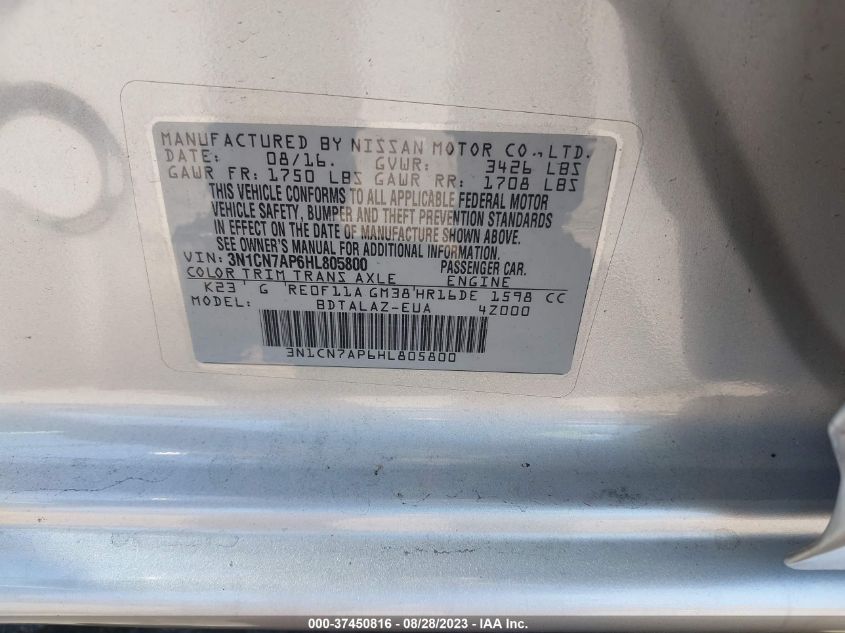 MANUFACTURED BY NISSAN MOTOR CO.,LTD.
DATE: 08/16. GVWR: 3426 LBS
GAWR FR: 1750 LBS GAWR RR: 1708 LBS
THIS VEHICLE CONFORMS TO ALL APPLICABLE FEDERAL MOTOR
VEHICLE SAFETY, BUMPER AND THEFT PREVENTION STANDARDS
IN EFFECT ON THE DATE OF MANUFACTURE SHOWN ABOVE.
SEE OWNER'S MANUAL FOR ADDITIONAL INFORMATION.
VIN: 3N1CN7AP6HL805800 PASSENGER CAR.
COLOR TRIM TRANS AXLE ENGINE
K23' G 'RE0F11A GM38'HR16DE 1598 CC
MODEL: BDTALAZ-EUA 4Z000
3N1CN7AP6HL805800
000-37450816 - 08/28/2023 - IAA Inc.